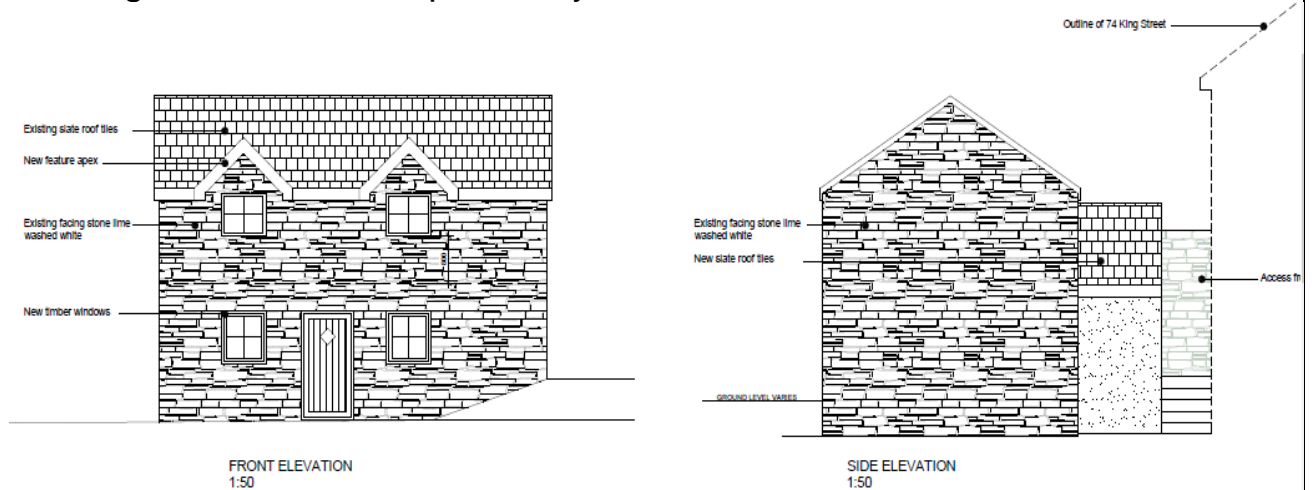 Outline of 74 King Street
Existing slate roof tiles
New feature apex
Existing facing stone lime
washed white
New timber windows
Existing facing stone lime
washed white
New slate roof tiles
Access fr
GROUND LEVEL VARIES
FRONT ELEVATION
1:50
SIDE ELEVATION
1:50